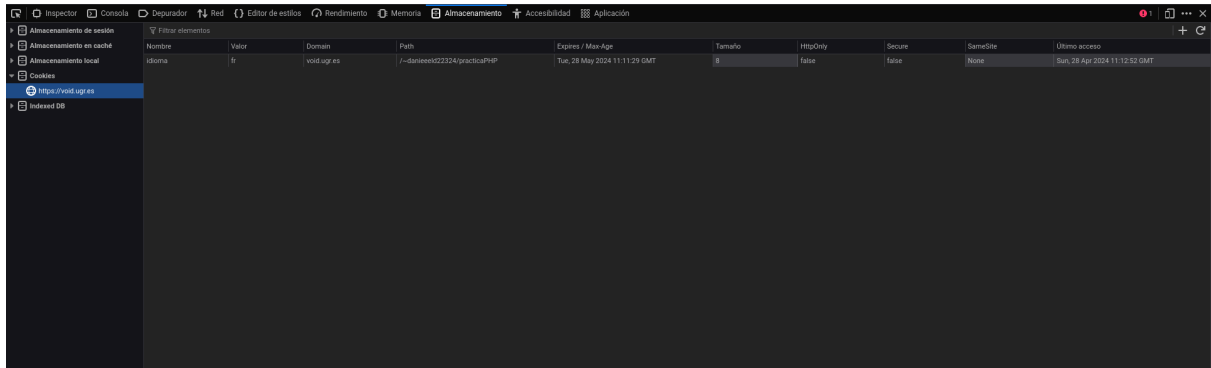 Inspector Consola Depurador Red Editor de estilos Rendimiento Memoria Almacenamiento Accesibilidad Aplicación 1
Almacenamiento de sesión
Almacenamiento en caché
Almacenamiento local
Cookies
https://void.ugr.es
Indexed DB
Filtrar elementos
Nombre Valor Domain Path Expires / Max-Age Tamaño HttpOnly Secure SameSite Último acceso
idioma fr void.ugr.es /~danieeeld22324/practicaPHP Tue, 28 May 2024 11:11:29 GMT 8 false false None Sun, 28 Apr 2024 11:12:52 GMT